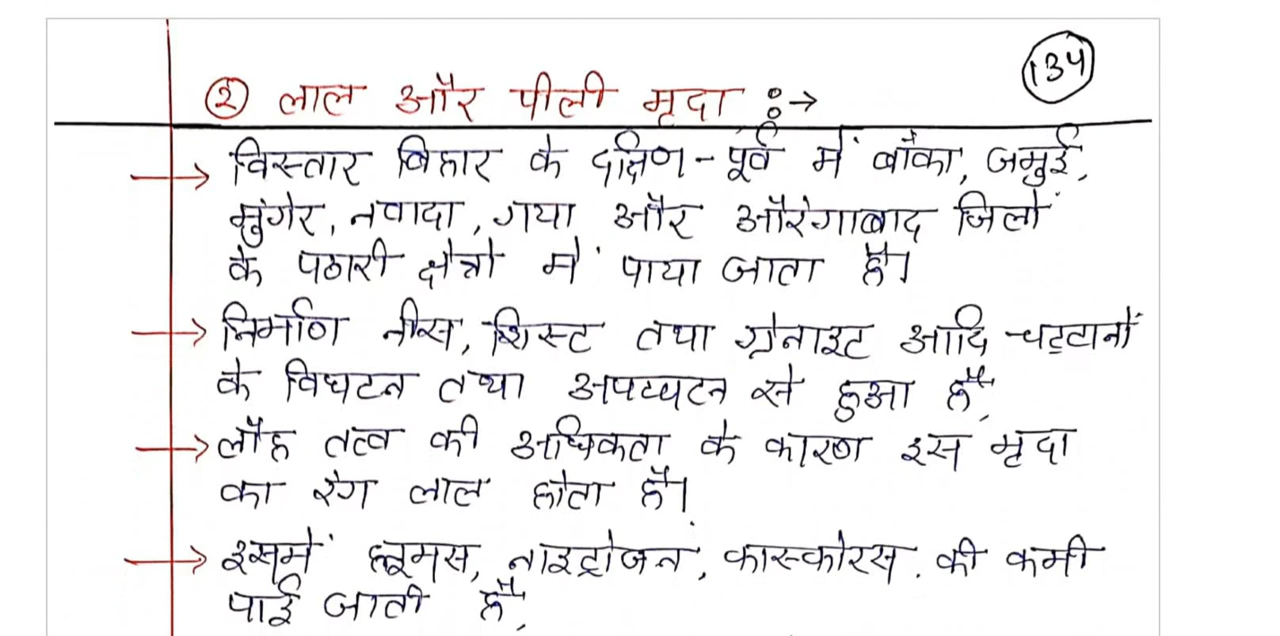 134
② लाल और पीली मृदा :→
→ विस्तार बिहार के दक्षिण-पूर्व में बाँका, जमुई,
मुंगेर, नवादा, गया और औरंगाबाद जिलों
के पठारी क्षेत्रों में पाया जाता है।
→ निर्माण नीस, शिस्ट तथा ग्रेनाइट आदि चट्टानों
के विघटन तथा अपघटन से हुआ है,
→ लौह तत्व की अधिकता के कारण इस मृदा
का रंग लाल होता है।
→ इसमें ह्यूमस, नाइट्रोजन, फास्फोरस की कमी
पाई जाती है,